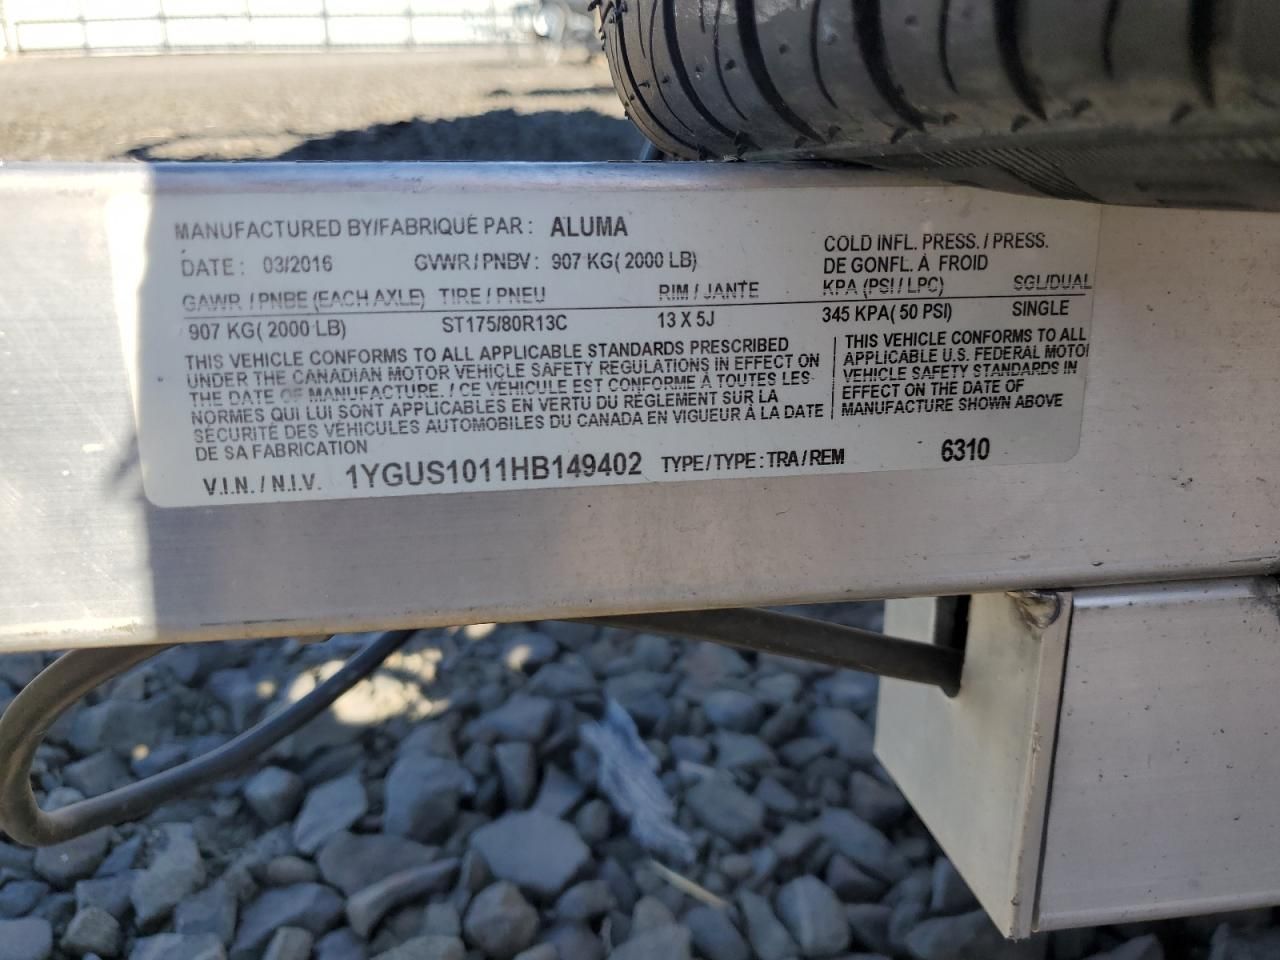 MANUFACTURED BY/FABRIQUÉ PAR : ALUMA
DATE : 03/2016 GVWR / PNBV : 907 KG( 2000 LB)
COLD INFL. PRESS. / PRESS.
DE GONFL. À FROID
GAWR / PNBE (EACH AXLE) TIRE / PNEU RIM / JANTE KPA (PSI / LPC) SGL/DUAL
907 KG( 2000 LB) ST175/80R13C 13 X 5J 345 KPA( 50 PSI) SINGLE
THIS VEHICLE CONFORMS TO ALL APPLICABLE STANDARDS PRESCRIBED
UNDER THE CANADIAN MOTOR VEHICLE SAFETY REGULATIONS IN EFFECT ON
THE DATE OF MANUFACTURE. / CE VÉHICULE EST CONFORME À TOUTES LES
NORMES QUI LUI SONT APPLICABLES EN VERTU DU RÈGLEMENT SUR LA
SÉCURITÉ DES VÉHICULES AUTOMOBILES DU CANADA EN VIGUEUR À LA DATE
DE SA FABRICATION
THIS VEHICLE CONFORMS TO ALL
APPLICABLE U.S. FEDERAL MOTOR
VEHICLE SAFETY STANDARDS IN
EFFECT ON THE DATE OF
MANUFACTURE SHOWN ABOVE
V.I.N. / N.I.V. 1YGUS1011HB149402 TYPE / TYPE : TRA / REM 6310